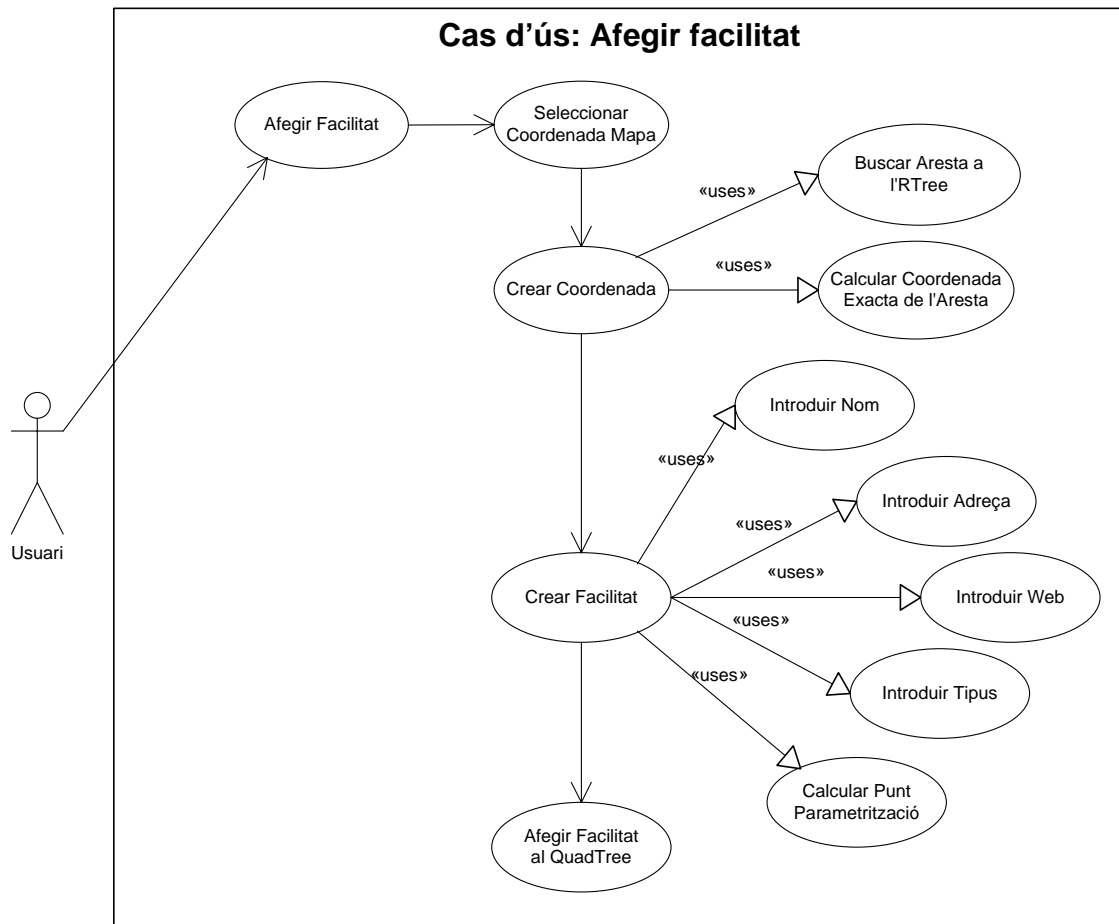 Cas d'ús: Afegir facilitat
Afegir Facilitat
Seleccionar
Coordenada Mapa
Buscar Aresta a
l'RTree
«uses»
Crear Coordenada
«uses»
Calcular Coordenada
Exacta de l'Aresta
Introduir Nom
«uses»
Usuari
Introduir Adreça
«uses»
Crear Facilitat
«uses»
Introduir Web
«uses»
Introduir Tipus
«uses»
Calcular Punt
Parametrització
Afegir Facilitat
al QuadTree